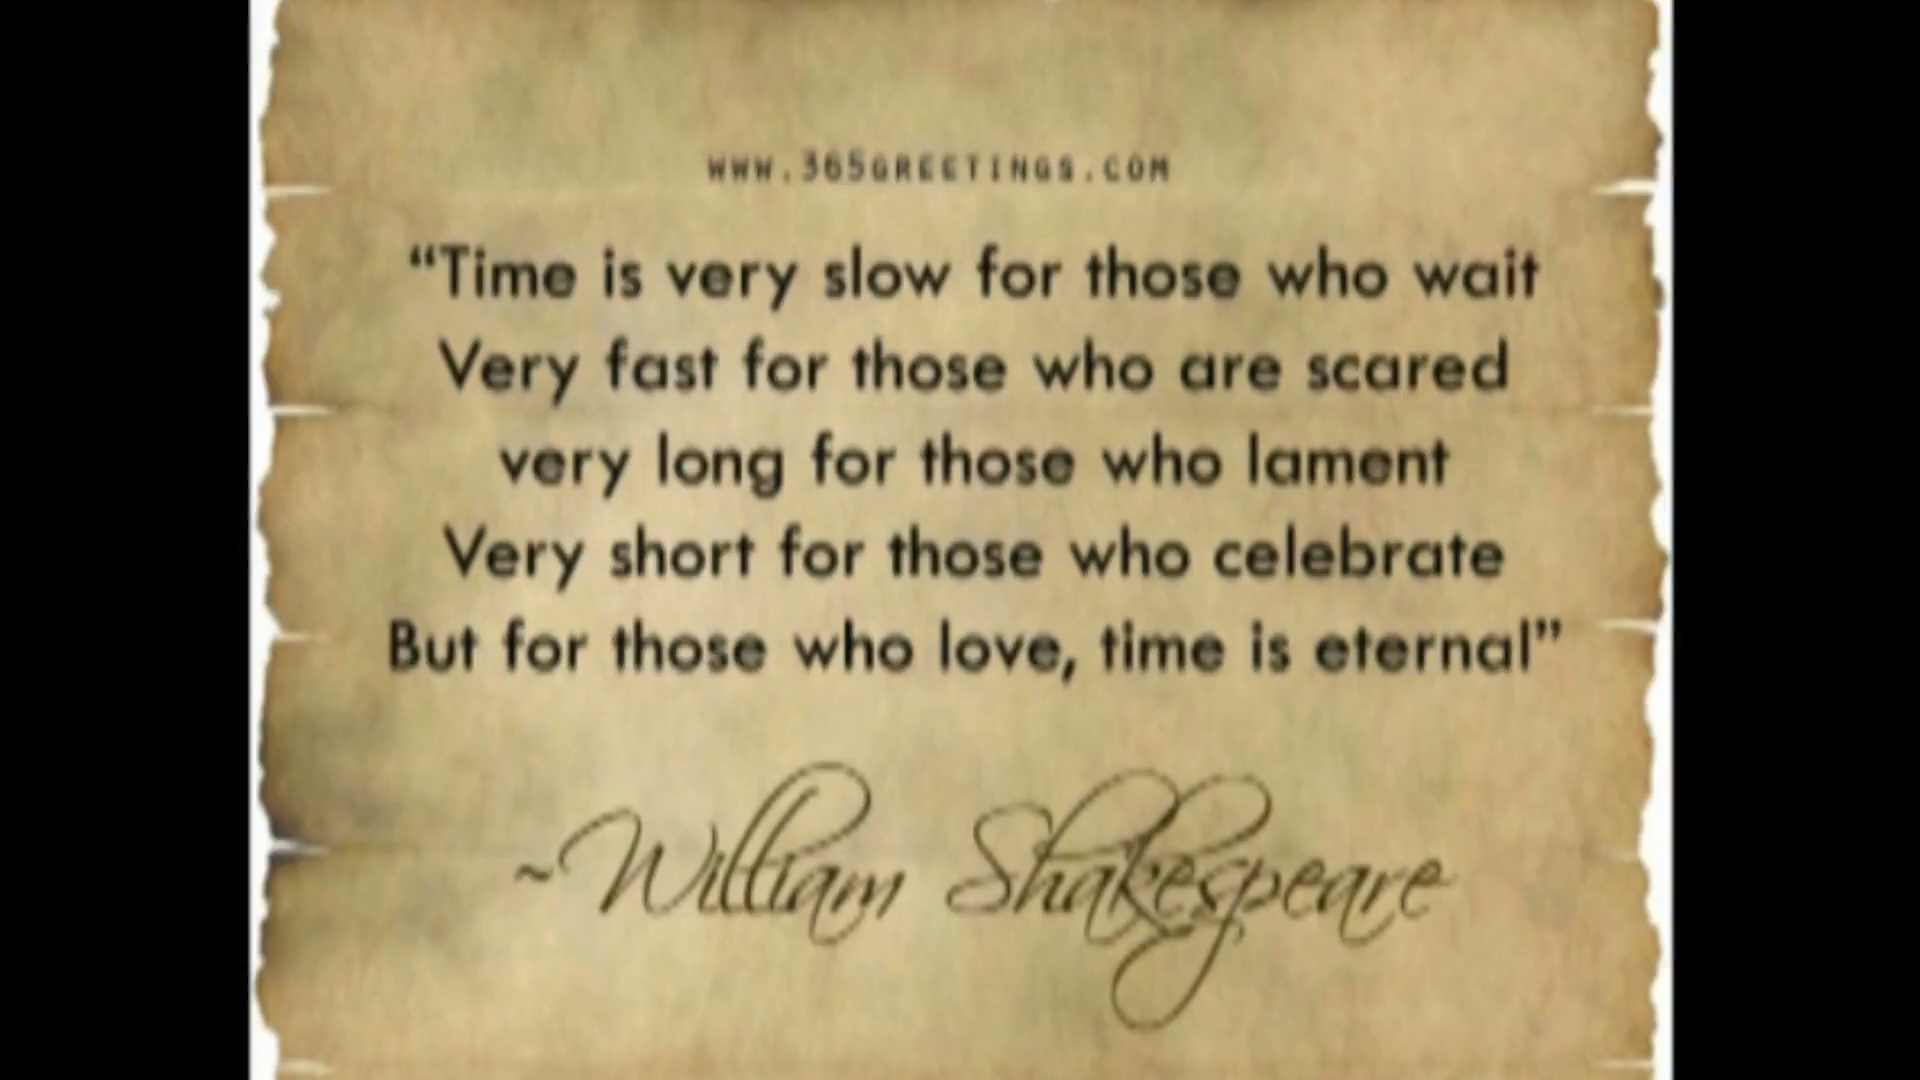 WWW.365GREETINGS.COM
“Time is very slow for those who wait
Very fast for those who are scared
very long for those who lament
Very short for those who celebrate
But for those who love, time is eternal”
~William Shakespeare